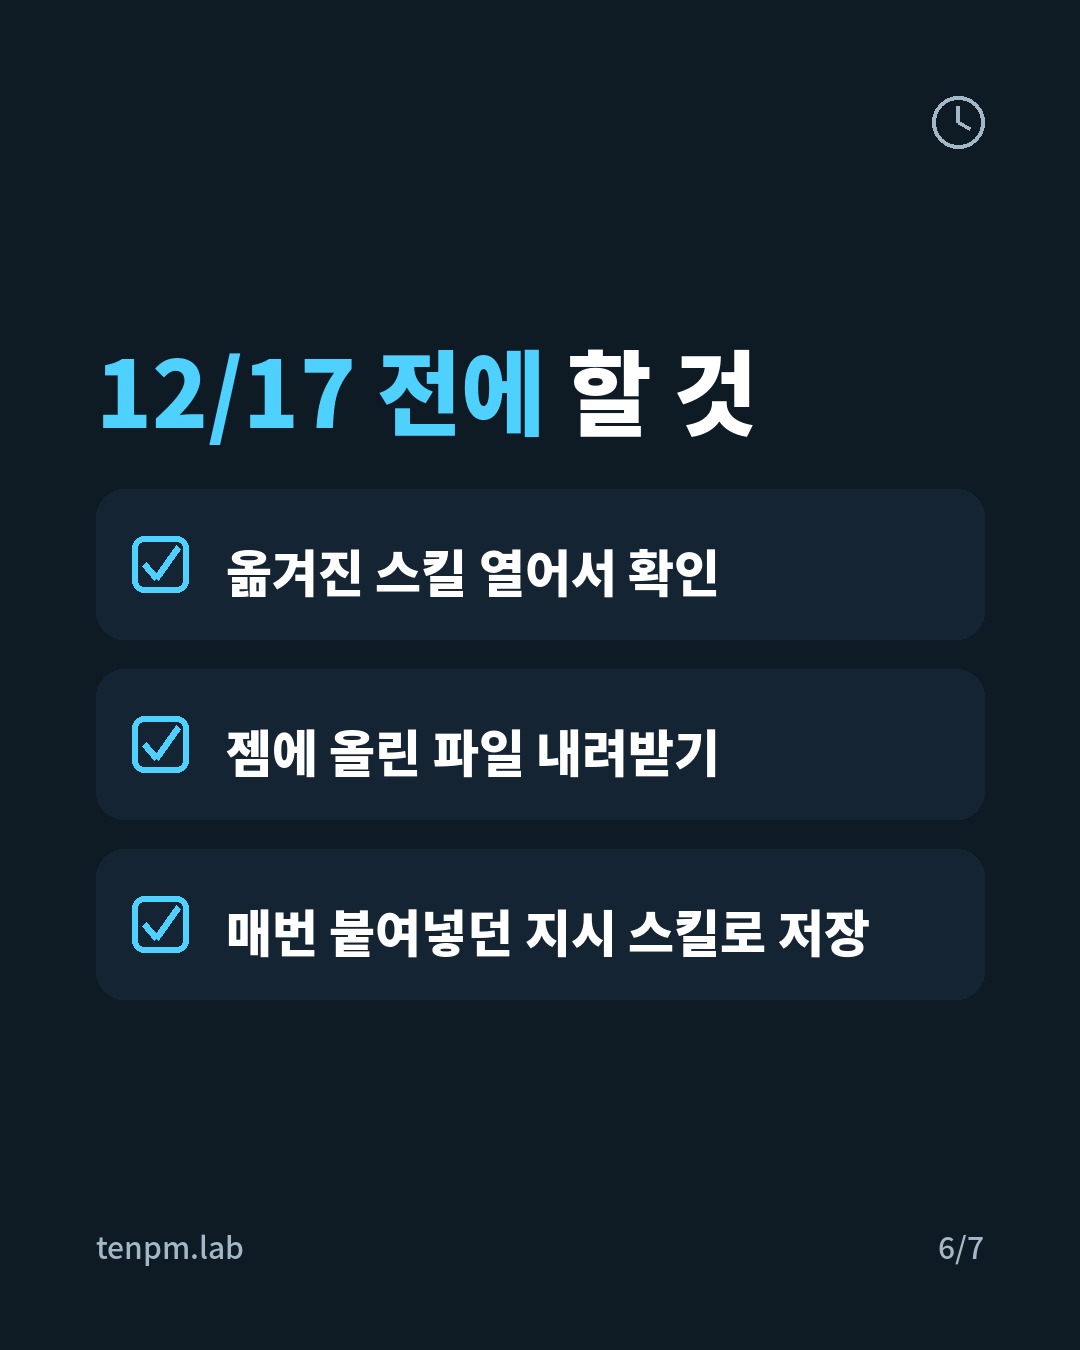 12/17 전에 할 것
옮겨진 스킬 열어서 확인
젬에 올린 파일 내려받기
매번 붙여넣던 지시 스킬로 저장
tenpm.lab
6/7